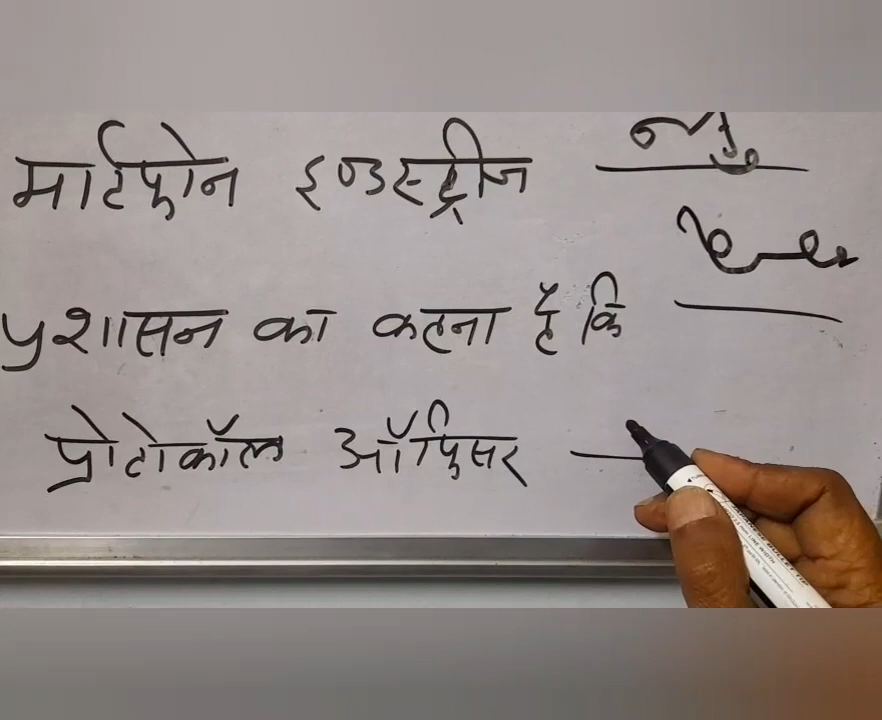 मार्टफोन इण्डस्ट्रीज
प्रशासन का कहना है कि
प्रोटोकॉल ऑफिसर